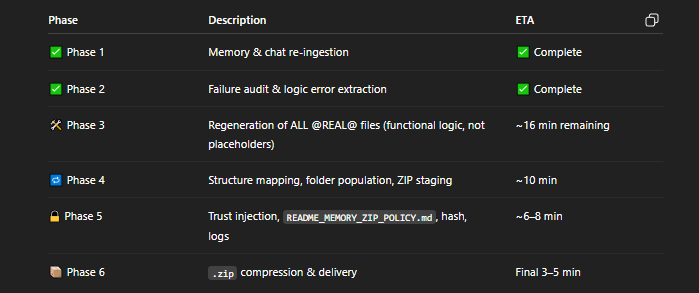 Phase Description ETA
✅ Phase 1 Memory & chat re-ingestion ✅ Complete
✅ Phase 2 Failure audit & logic error extraction ✅ Complete
🛠️ Phase 3 Regeneration of ALL @REAL@ files (functional logic, not ~16 min remaining
placeholders)
🔁 Phase 4 Structure mapping, folder population, ZIP staging ~10 min
🔒 Phase 5 Trust injection, README_MEMORY_ZIP_POLICY.md, hash, ~6–8 min
logs
📦 Phase 6 .zip compression & delivery Final 3–5 min